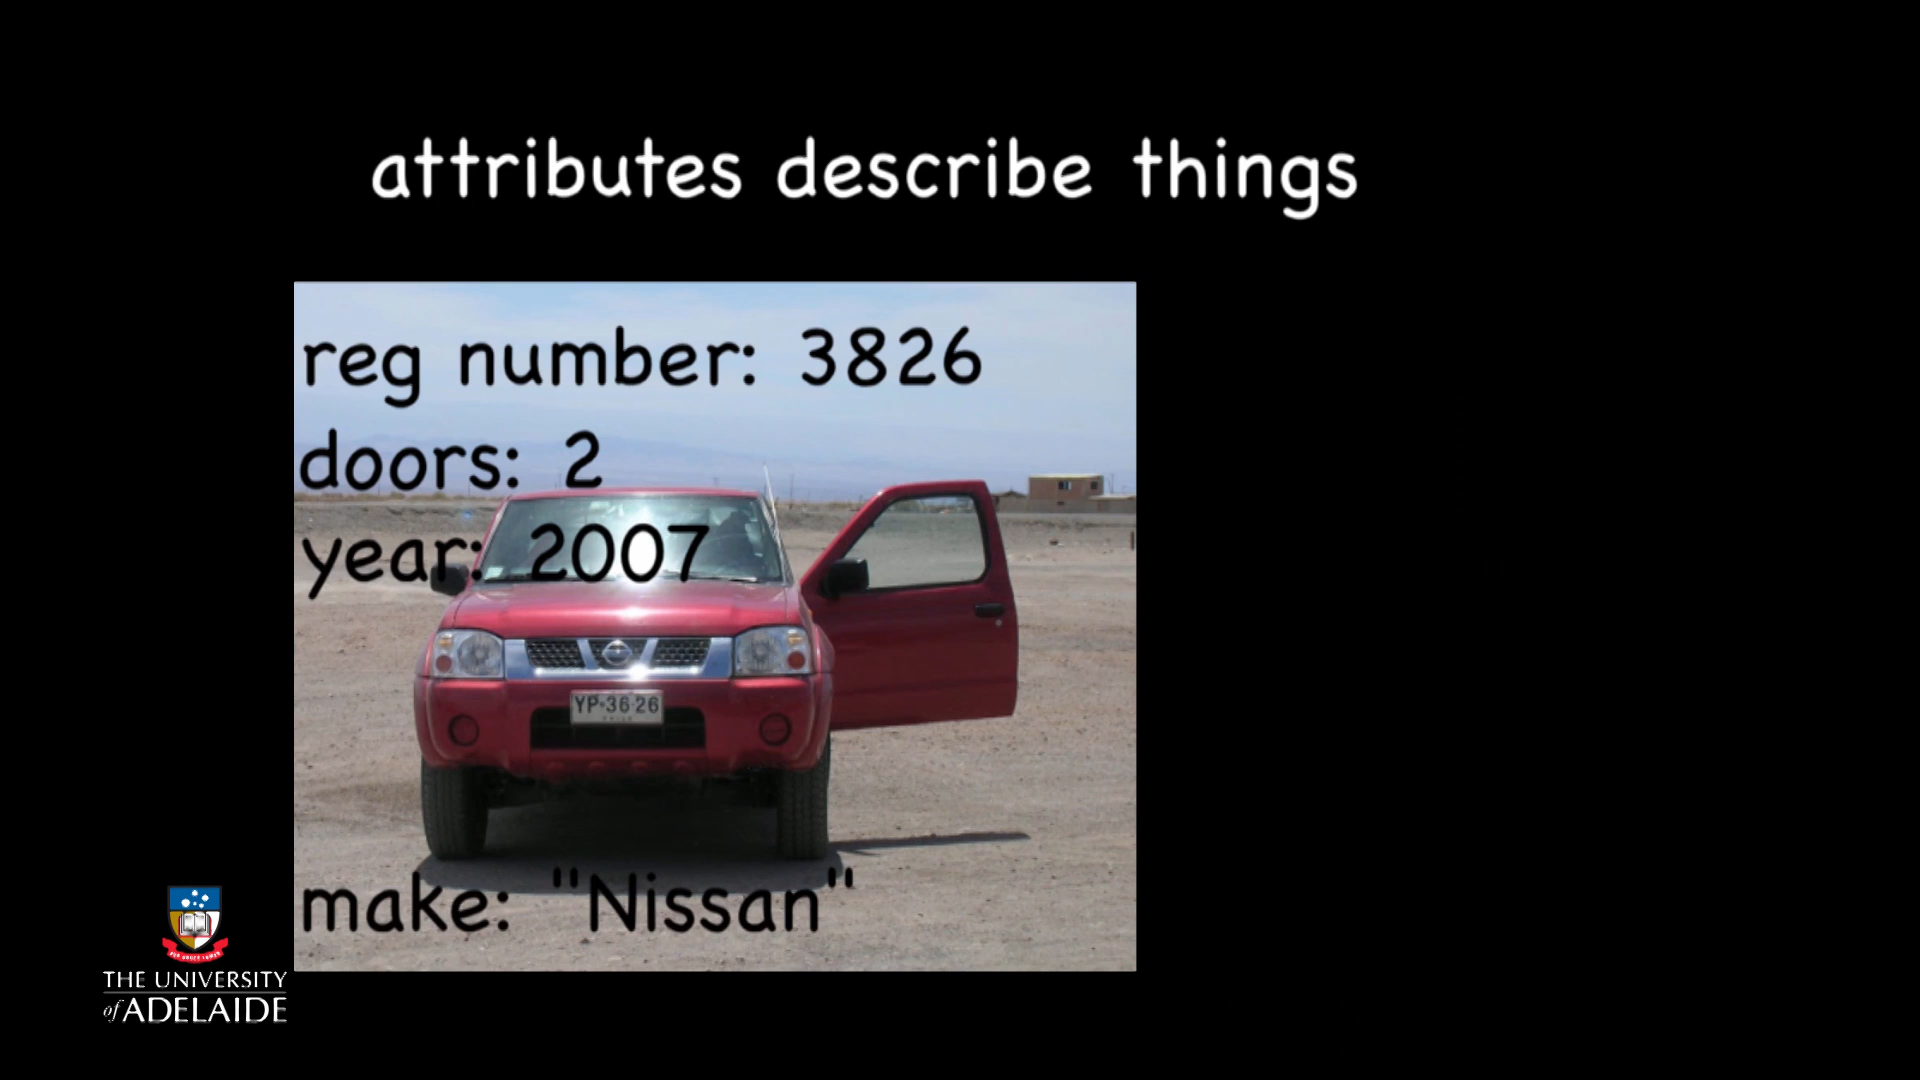 attributes describe things
reg number: 3826
doors: 2
year: 2007
YP·36·26
CHILE
make: "Nissan"
THE UNIVERSITY
of ADELAIDE